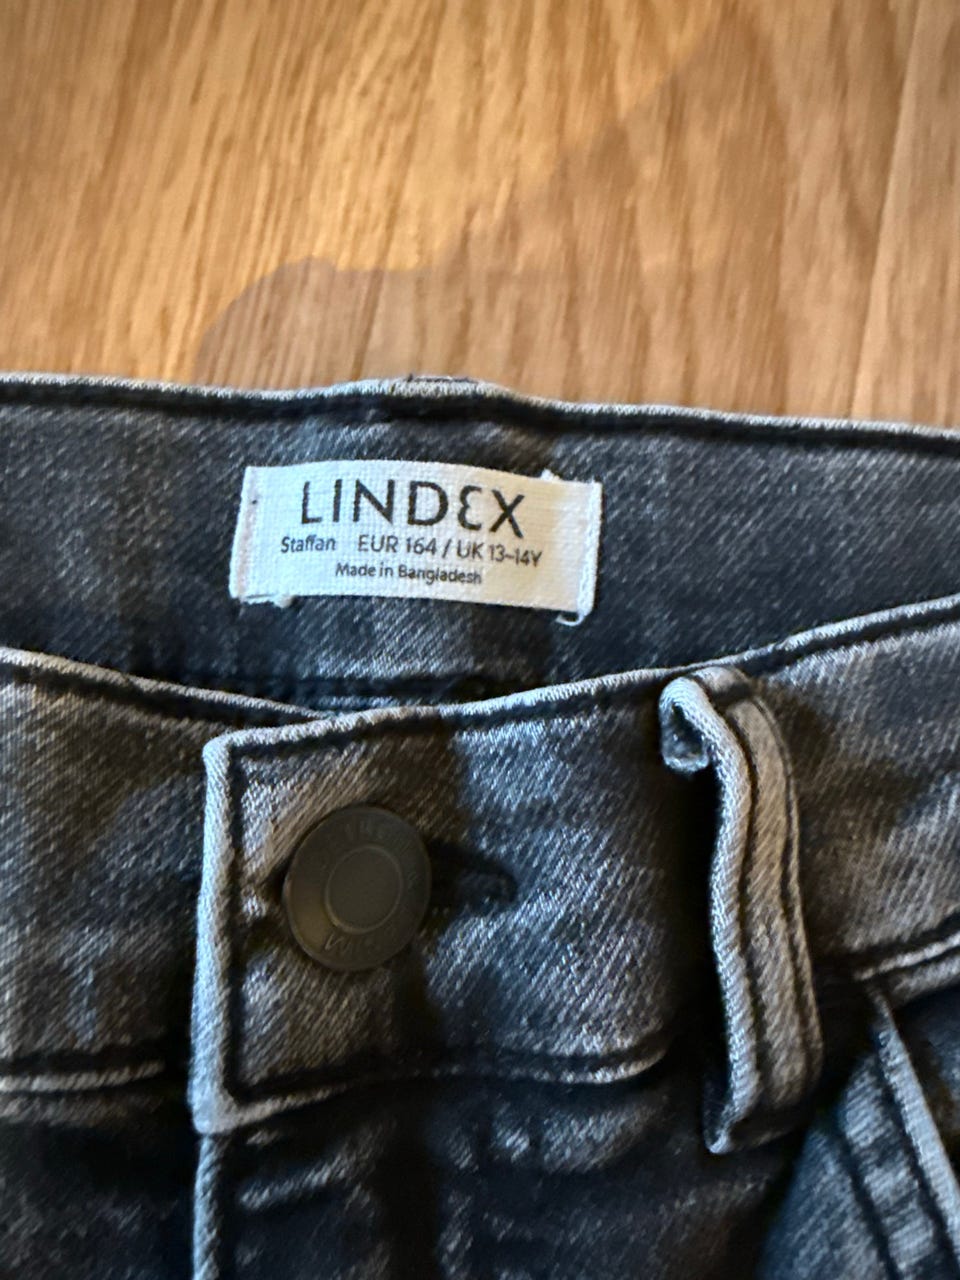 LINDEX
Staffan EUR 164 / UK 13–14Y
Made in Bangladesh